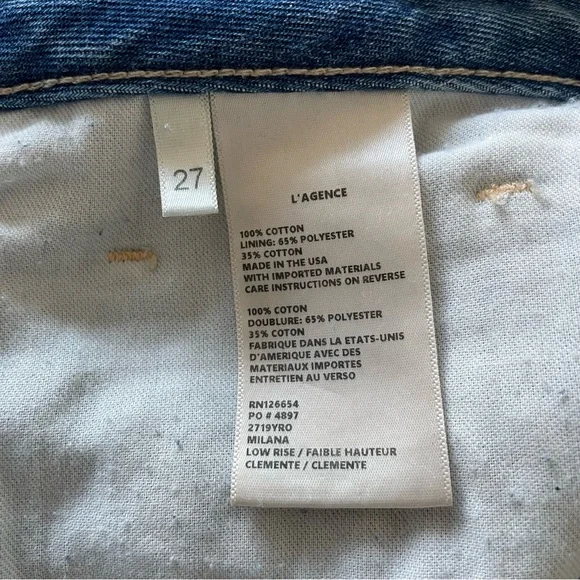 27
L'AGENCE
100% COTTON
LINING: 65% POLYESTER
35% COTTON
MADE IN THE USA
WITH IMPORTED MATERIALS
CARE INSTRUCTIONS ON REVERSE
100% COTON
DOUBLURE: 65% POLYESTER
35% COTON
FABRIQUE DANS LA ETATS-UNIS
D'AMERIQUE AVEC DES
MATERIAUX IMPORTES
ENTRETIEN AU VERSO
RN126654
PO # 4897
2719YRO
MILANA
LOW RISE / FAIBLE HAUTEUR
CLEMENTE / CLEMENTE